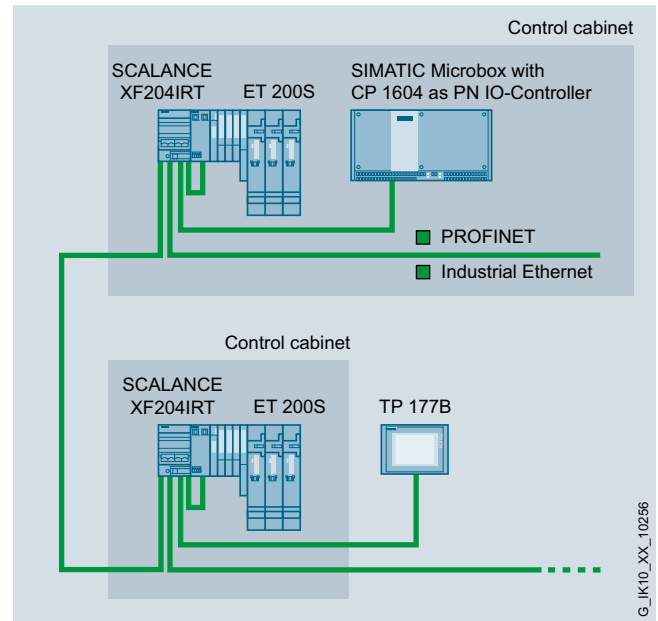 Control cabinet
SCALANCE
XF204IRT
ET 200S
SIMATIC Microbox with
CP 1604 as PN IO-Controller
PROFINET
Industrial Ethernet
Control cabinet
SCALANCE
XF204IRT
ET 200S
TP 177B
G_IK10_XX_10256